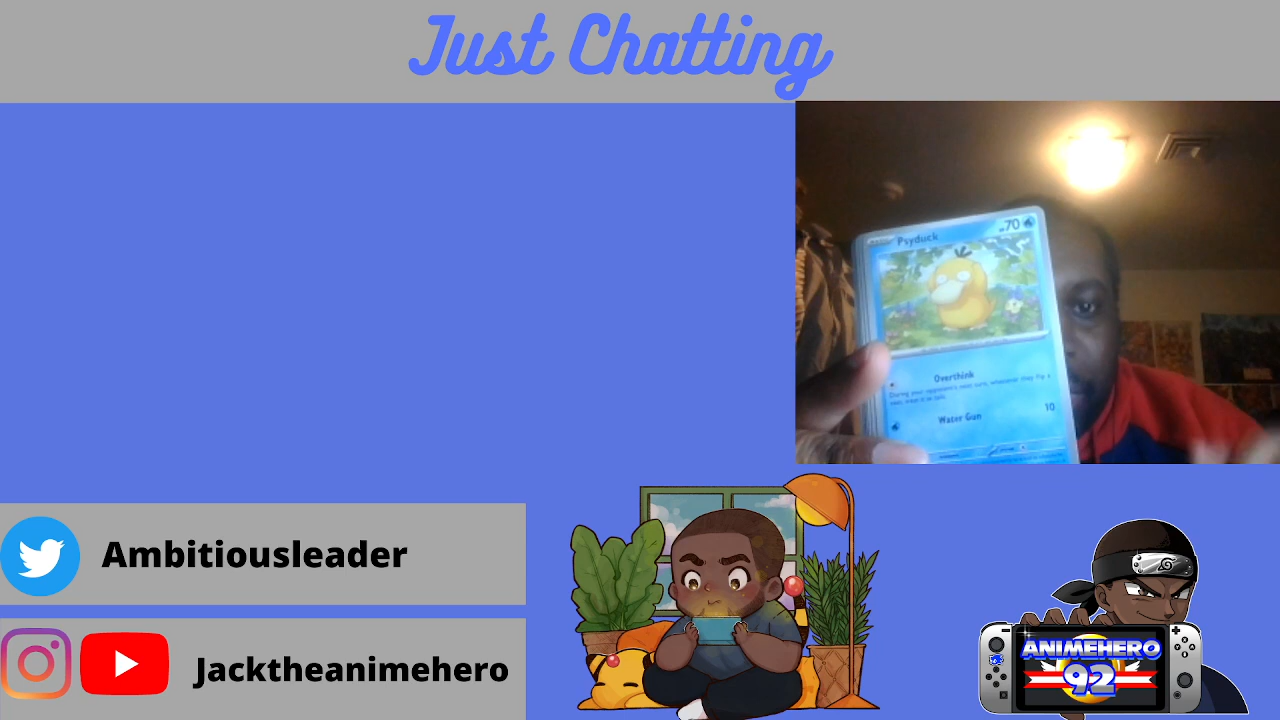 Just Chatting
Psyduck
70
Overthink
Water Gun
10
Ambitiousleader
Jacktheanimehero
ANIMEHERO
92